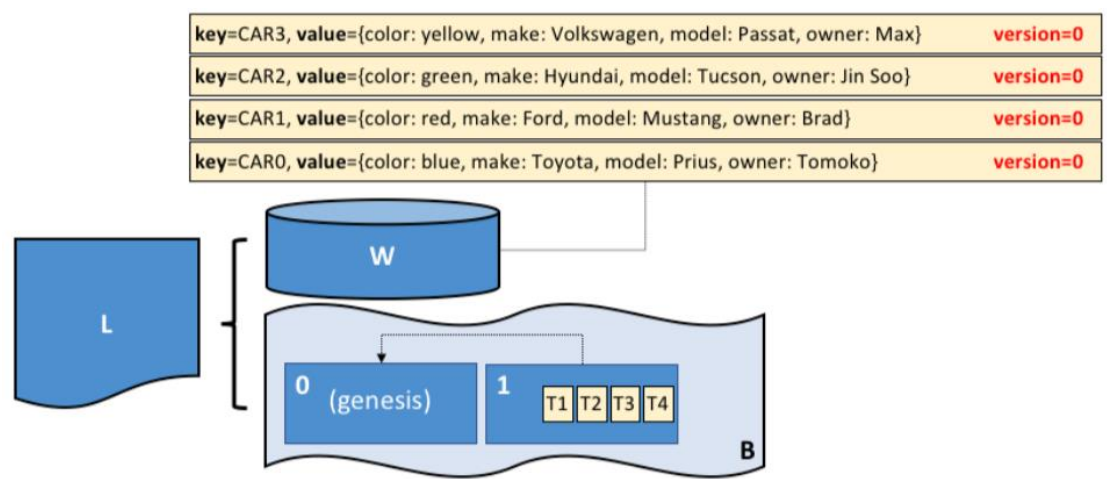 key=CAR3, value={color: yellow, make: Volkswagen, model: Passat, owner: Max} version=0
key=CAR2, value={color: green, make: Hyundai, model: Tucson, owner: Jin Soo} version=0
key=CAR1, value={color: red, make: Ford, model: Mustang, owner: Brad} version=0
key=CAR0, value={color: blue, make: Toyota, model: Prius, owner: Tomoko} version=0
W
L
0
(genesis)
1
T1 T2 T3 T4
B